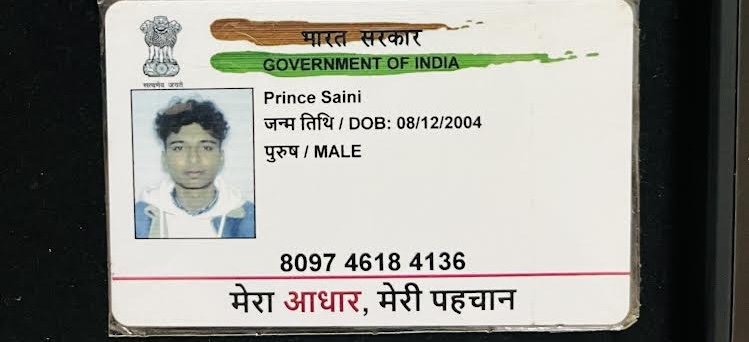 भारत सरकार
GOVERNMENT OF INDIA
सत्यमेव जयते
Prince Saini
जन्म तिथि / DOB: 08/12/2004
पुरुष / MALE
8097 4618 4136
मेरा आधार, मेरी पहचान